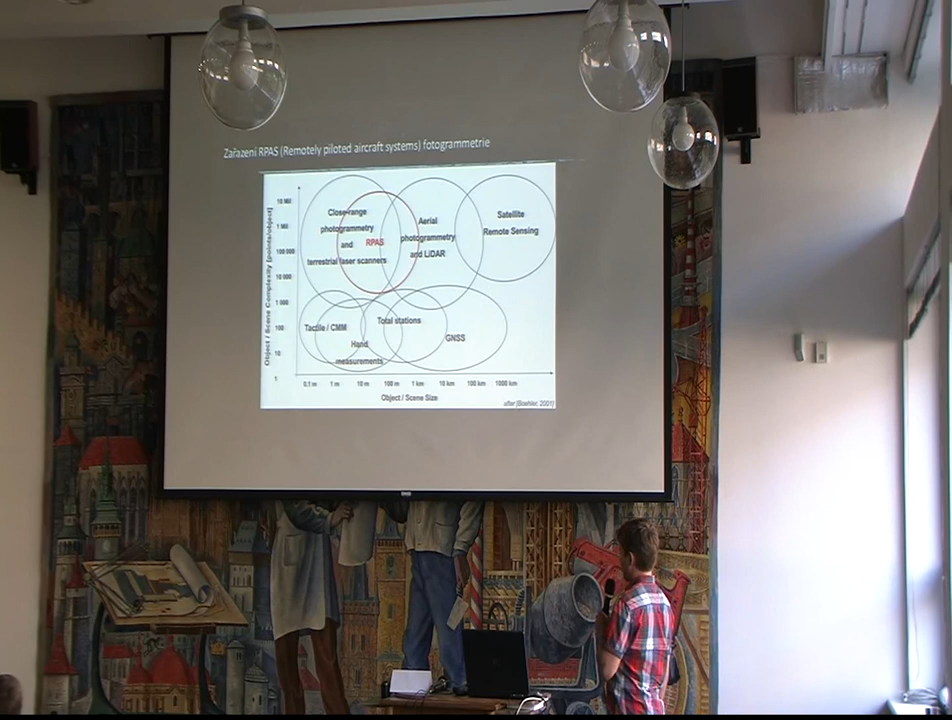 Zařazení RPAS (Remotely piloted aircraft systems) fotogrammetrie
Object / Scene Complexity [points/object]
10 Mil
1 Mil
100 000
10 000
1 000
100
10
1
Close-range
photogrammetry
and
terrestrial laser scanners
RPAS
Aerial
photogrammetry
and LiDAR
Satellite
Remote Sensing
Tactile / CMM
Hand
measurements
Total stations
GNSS
0,1 m 1 m 10 m 100 m 1 km 10 km 100 km 1000 km
Object / Scene Size
after [Boehler, 2001]